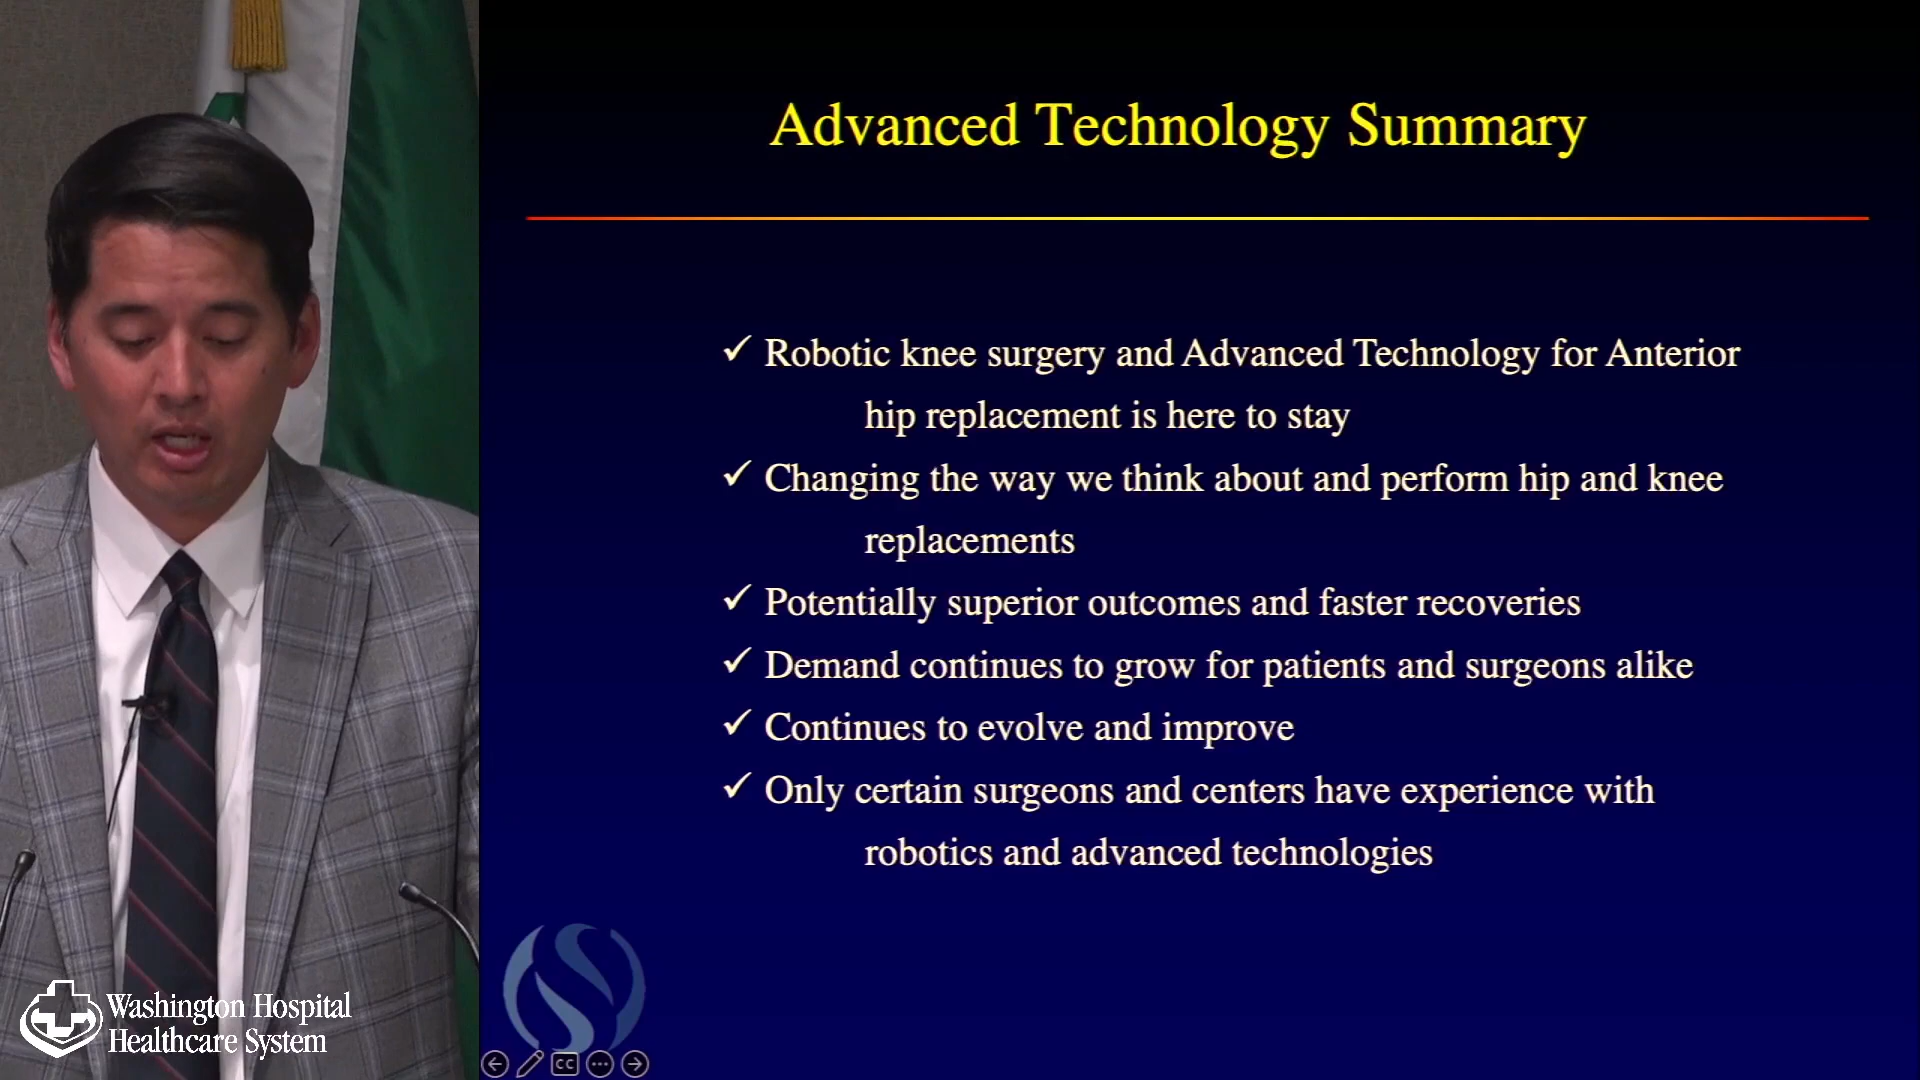 Advanced Technology Summary
✓ Robotic knee surgery and Advanced Technology for Anterior
hip replacement is here to stay
✓ Changing the way we think about and perform hip and knee
replacements
✓ Potentially superior outcomes and faster recoveries
✓ Demand continues to grow for patients and surgeons alike
✓ Continues to evolve and improve
✓ Only certain surgeons and centers have experience with
robotics and advanced technologies
Washington Hospital
Healthcare System
CC